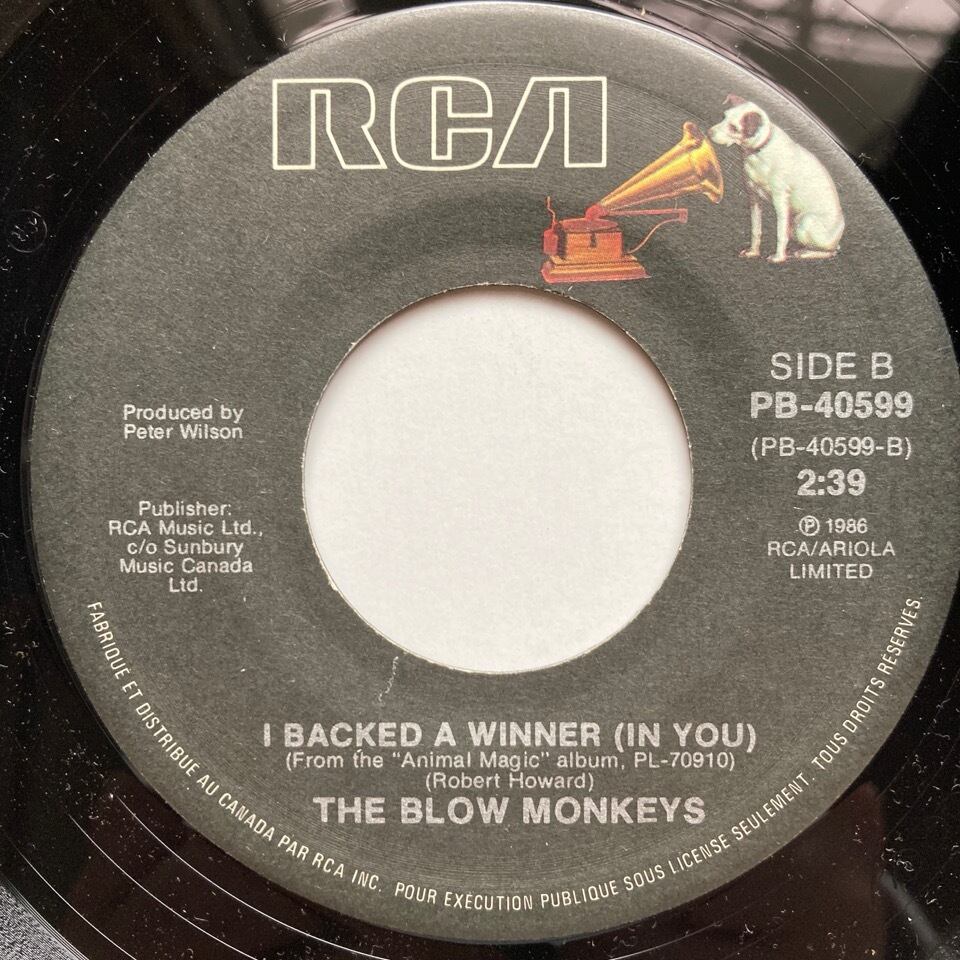 RCA
SIDE B
PB-40599
(PB-40599-B)
2:39
℗ 1986
RCA/ARIOLA
LIMITED
Produced by
Peter Wilson
Publisher:
RCA Music Ltd.,
c/o Sunbury
Music Canada
Ltd.
I BACKED A WINNER (IN YOU)
(From the "Animal Magic" album, PL-70910)
(Robert Howard)
THE BLOW MONKEYS
FABRIQUÉ ET DISTRIBUÉ AU CANADA PAR RCA INC. POUR EXÉCUTION PUBLIQUE SOUS LICENSE SEULEMENT. TOUS DROITS RÉSERVÉS.